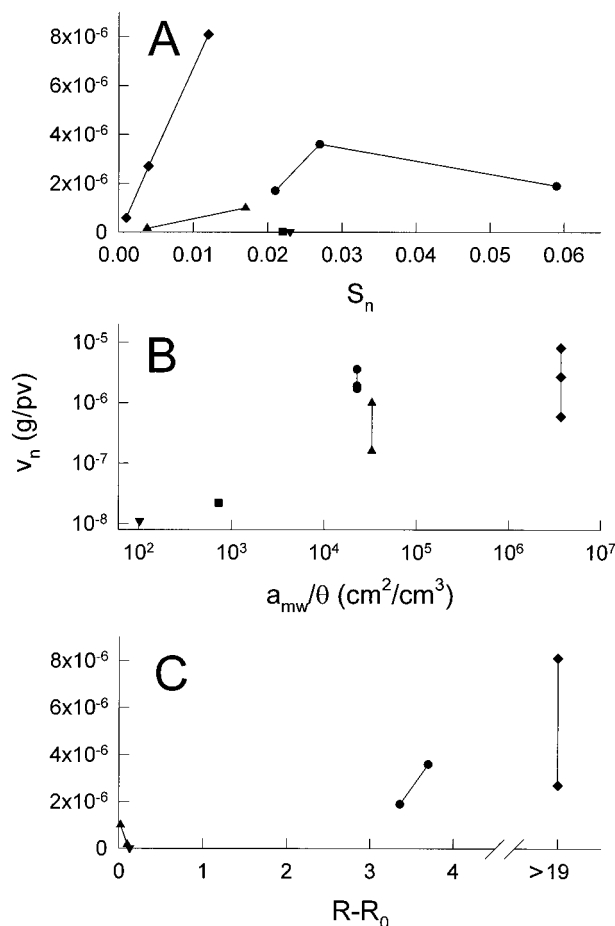 A
8x10-6
6x10-6
4x10-6
2x10-6
0
0.00 0.01 0.02 0.03 0.04 0.05 0.06
Sn
B
10-5
10-6
10-7
10-8
vn (g/pv)
102 103 104 105 106 107
amw/θ (cm2/cm3)
C
8x10-6
6x10-6
4x10-6
2x10-6
0
0 1 2 3 4 >19
R-R0